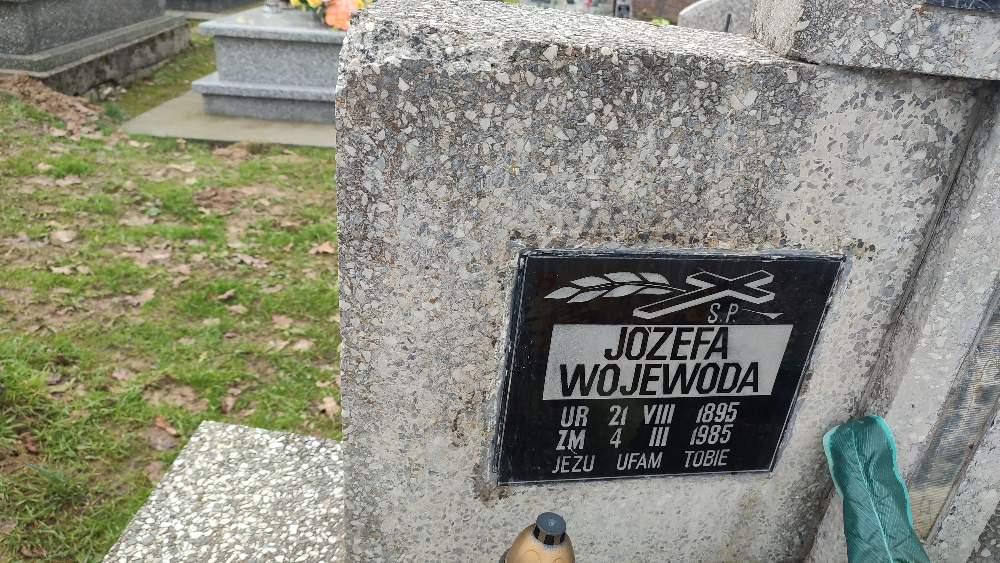 Ś.P.
JÓZEFA
WOJEWODA
UR 21 VIII 1895
ZM 4 III 1985
JEZU UFAM TOBIE